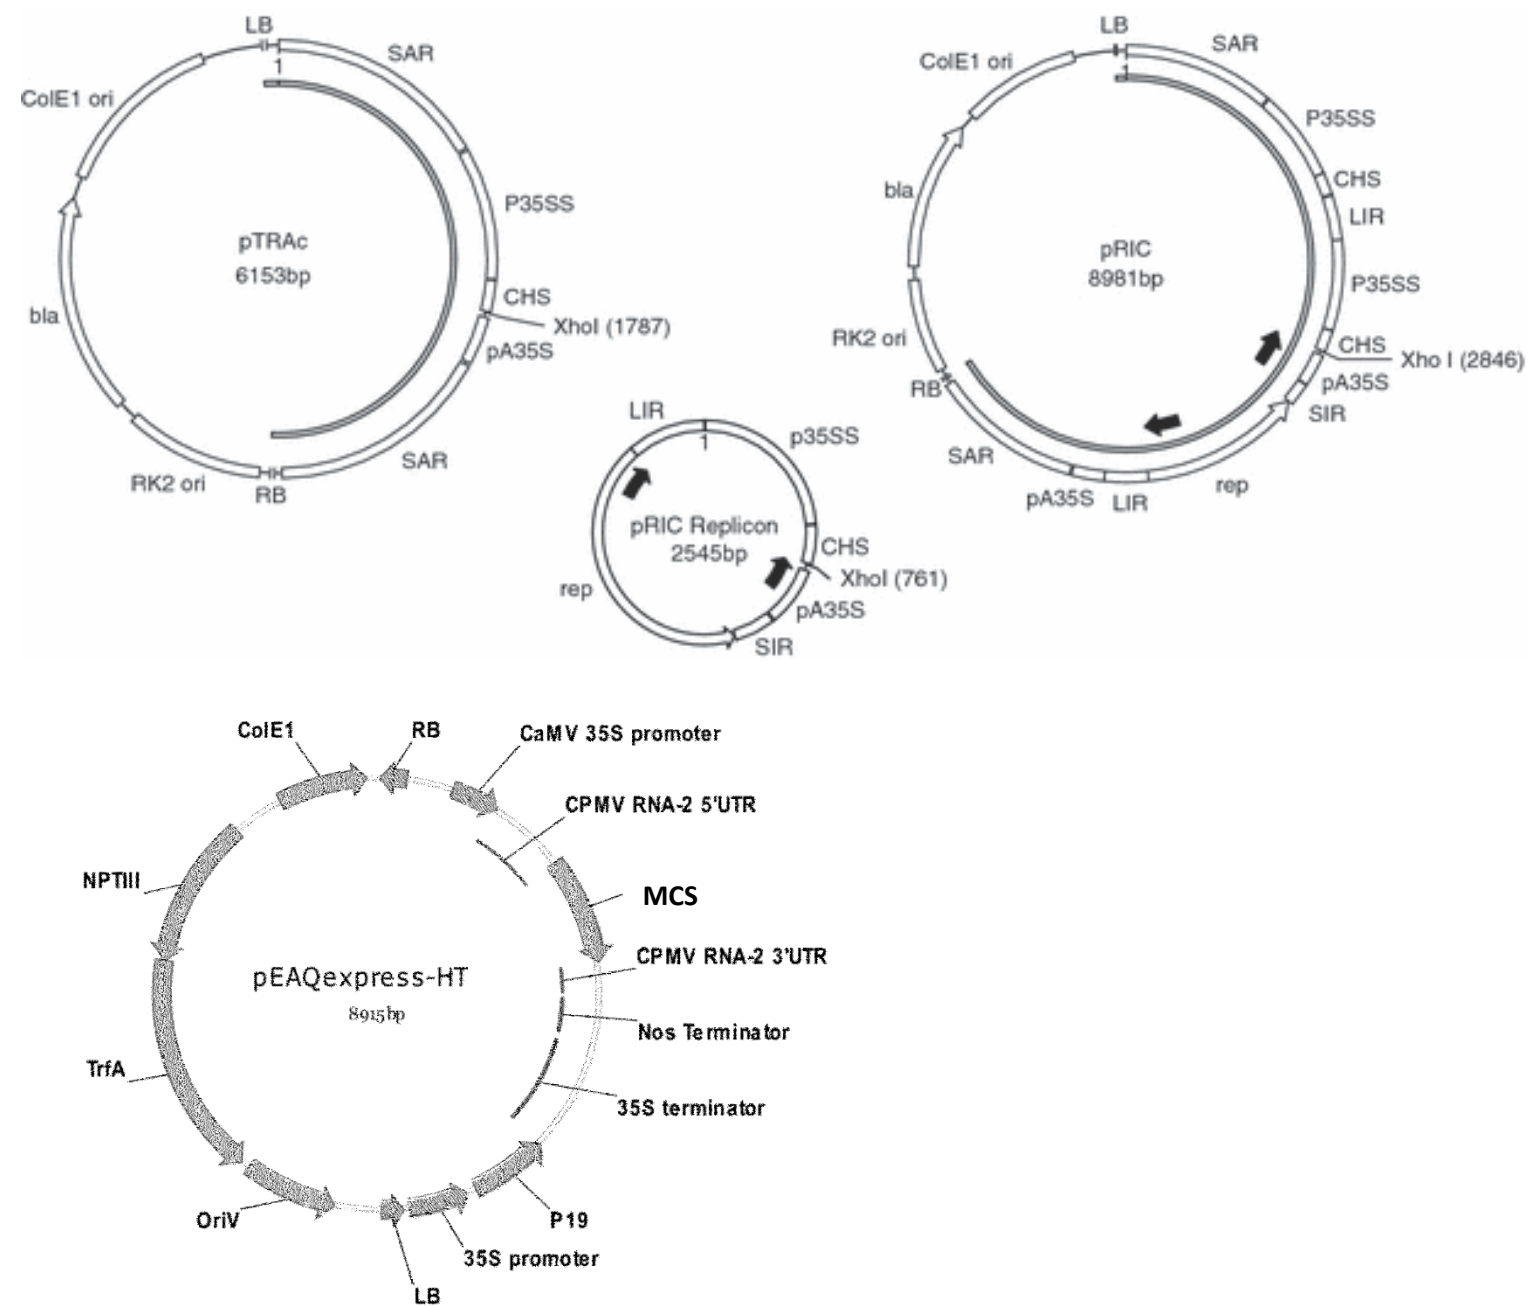 LB
SAR
1
ColE1 ori
P35SS
pTRAc
6153bp
CHS
XhoI (1787)
bla
pA35S
SAR
RK2 ori
RB
LB
SAR
ColE1 ori
1
P35SS
CHS
bla
LIR
pRIC
8981bp
P35SS
RK2 ori
CHS
Xho I (2846)
RB
pA35S
SIR
SAR
rep
pA35S
LIR
LIR
1
p35SS
pRIC Replicon
2545bp
CHS
XhoI (761)
rep
pA35S
SIR
ColE1
RB
CaMV 35S promoter
CPMV RNA-2 5'UTR
NPTIII
MCS
CPMV RNA-2 3'UTR
pEAQexpress-HT
8915bp
Nos Terminator
TrfA
35S terminator
OriV
P19
35S promoter
LB